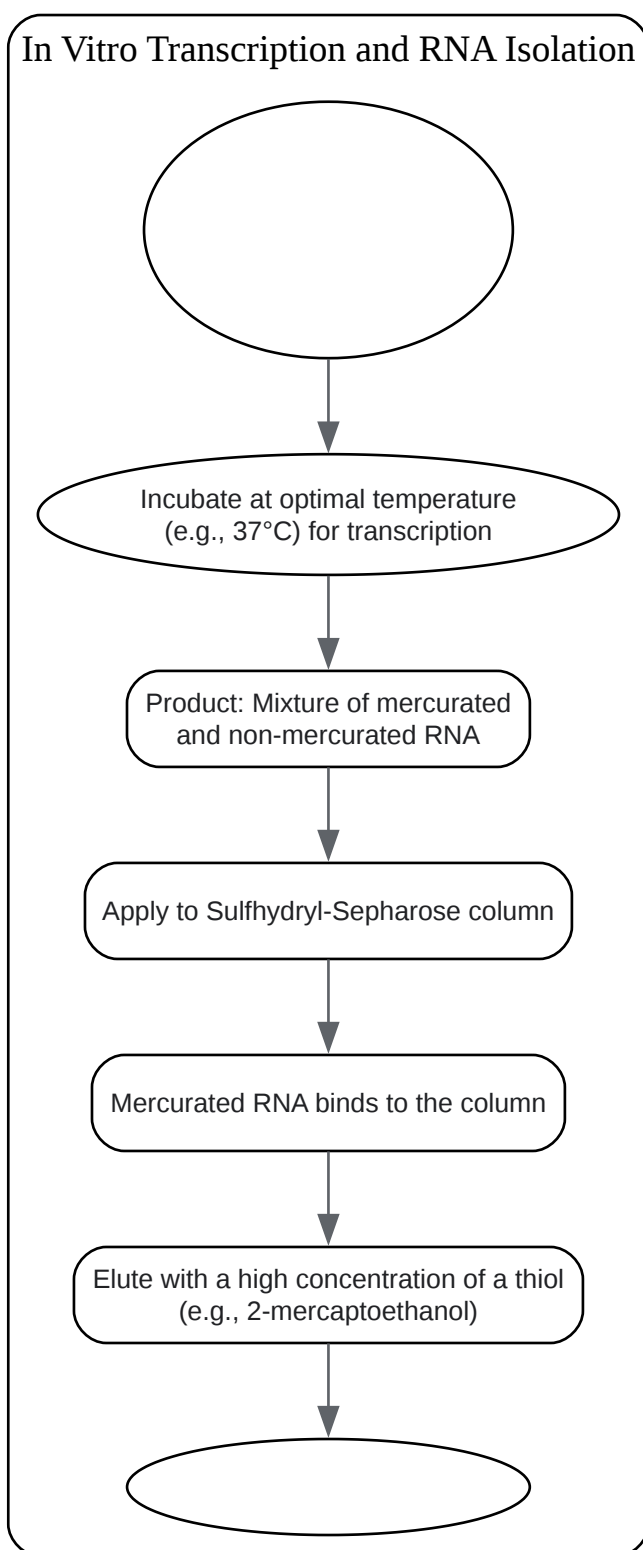 In Vitro Transcription and RNA Isolation
Incubate at optimal temperature
(e.g., 37°C) for transcription
Product: Mixture of mercurated
and non-mercurated RNA
Apply to Sulfhydryl-Sepharose column
Mercurated RNA binds to the column
Elute with a high concentration of a thiol
(e.g., 2-mercaptoethanol)